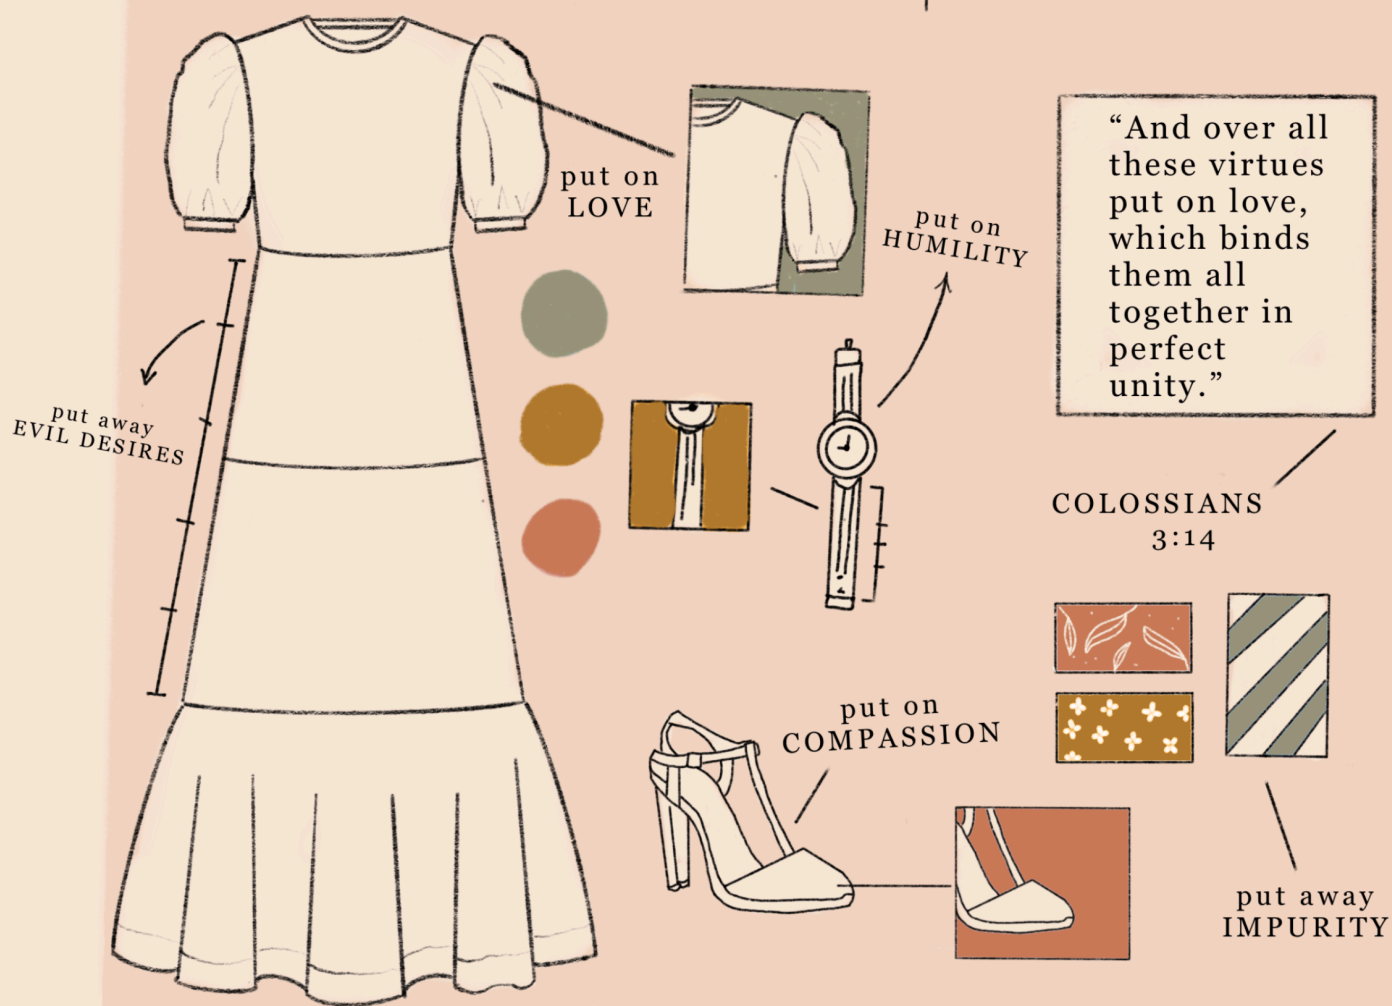 put on
LOVE
put on
HUMILITY
“And over all
these virtues
put on love,
which binds
them all
together in
perfect
unity.”
put away
EVIL DESIRES
COLOSSIANS
3:14
put on
COMPASSION
put away
IMPURITY